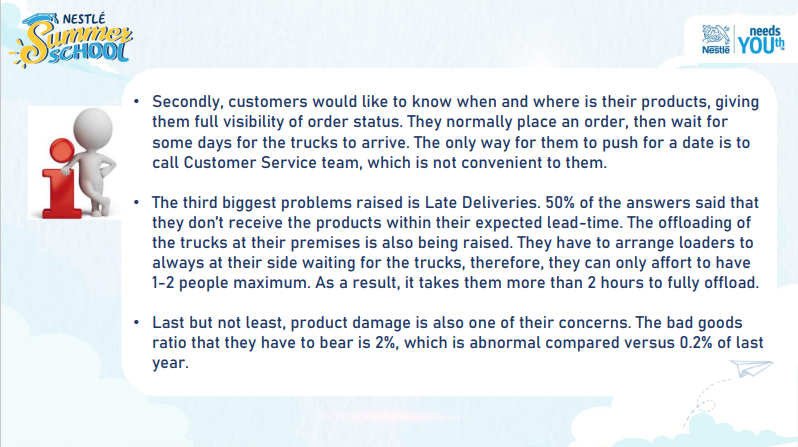 NESTLÉ
Summer
SCHOOL
Nestlé
needs
YOUth
• Secondly, customers would like to know when and where is their products, giving
them full visibility of order status. They normally place an order, then wait for
some days for the trucks to arrive. The only way for them to push for a date is to
call Customer Service team, which is not convenient to them.
• The third biggest problems raised is Late Deliveries. 50% of the answers said that
they don't receive the products within their expected lead-time. The offloading of
the trucks at their premises is also being raised. They have to arrange loaders to
always at their side waiting for the trucks, therefore, they can only affort to have
1-2 people maximum. As a result, it takes them more than 2 hours to fully offload.
• Last but not least, product damage is also one of their concerns. The bad goods
ratio that they have to bear is 2%, which is abnormal compared versus 0.2% of last
year.